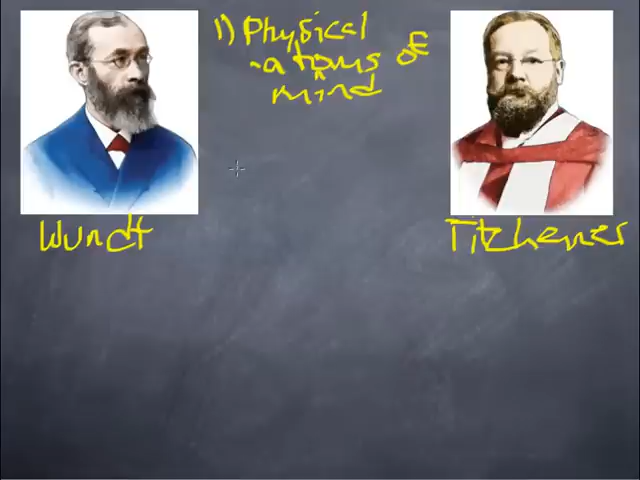 1) Physical
-atoms of
mind
Wundt
Titchener